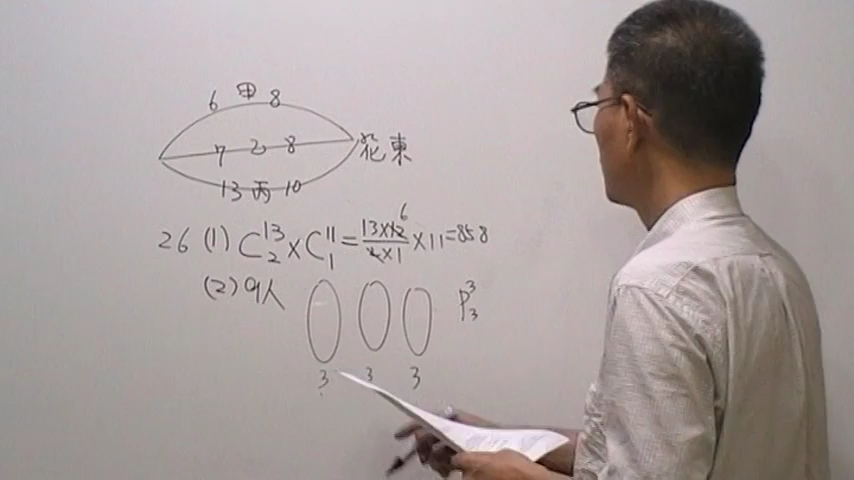 6 甲 8
7 乙 8 花東
13 丙 10
26 (1) C¹³₂ × C¹¹₁ = 13×12/2×1 6 ×11=858
(2) 9人 P³₃
3 3 3